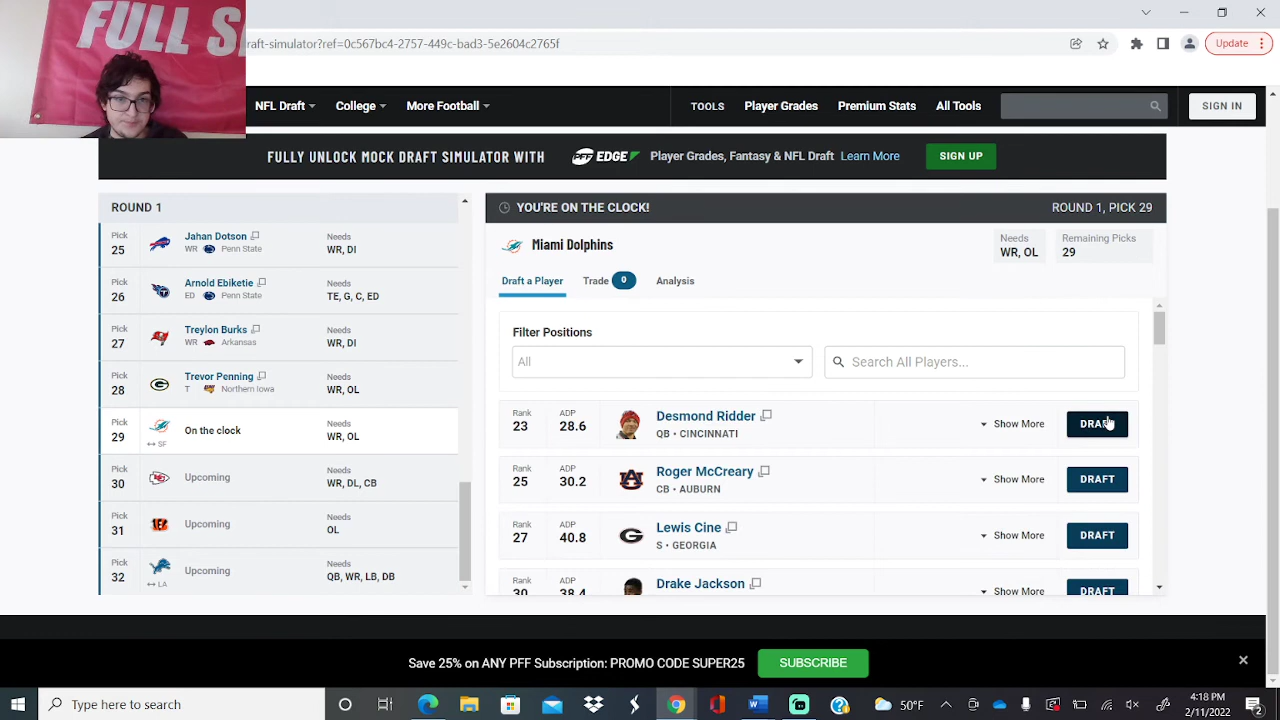 FULL S
draft-simulator?ref=0c567bc4-2757-449c-bad3-5e2604c2765f
Update
NFL Draft
College
More Football
TOOLS
Player Grades
Premium Stats
All Tools
SIGN IN
FULLY UNLOCK MOCK DRAFT SIMULATOR WITH
PFF EDGE
Player Grades, Fantasy & NFL Draft
Learn More
SIGN UP
ROUND 1
Pick
25
Jahan Dotson
WR
Penn State
Needs
WR, DI
Pick
26
Arnold Ebiketie
ED
Penn State
Needs
TE, G, C, ED
Pick
27
Treylon Burks
WR
Arkansas
Needs
WR, DI
Pick
28
Trevor Penning
T
Northern Iowa
Needs
WR, OL
Pick
29
SF
On the clock
Needs
WR, OL
Pick
30
Upcoming
Needs
WR, DL, CB
Pick
31
Upcoming
Needs
OL
Pick
32
LA
Upcoming
Needs
QB, WR, LB, DB
YOU'RE ON THE CLOCK!
ROUND 1, PICK 29
Miami Dolphins
Needs
WR, OL
Remaining Picks
29
Draft a Player
Trade
0
Analysis
Filter Positions
All
Search All Players...
Rank
23
ADP
28.6
Desmond Ridder
QB • CINCINNATI
Show More
DRAFT
Rank
25
ADP
30.2
Roger McCreary
CB • AUBURN
Show More
DRAFT
Rank
27
ADP
40.8
Lewis Cine
S • GEORGIA
Show More
DRAFT
Rank
30
ADP
38.4
Drake Jackson
Show More
DRAFT
Save 25% on ANY PFF Subscription: PROMO CODE SUPER25
SUBSCRIBE
Type here to search
50°F
4:18 PM
2/11/2022
2